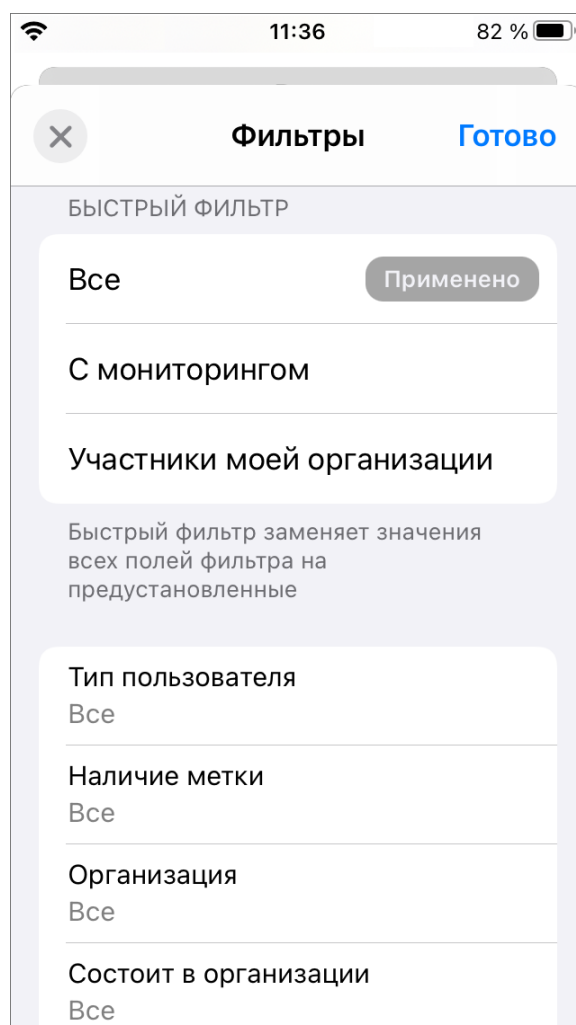 11:36
82 %
Фильтры
Готово
БЫСТРЫЙ ФИЛЬТР
Все
Применено
С мониторингом
Участники моей организации
Быстрый фильтр заменяет значения
всех полей фильтра на
предустановленные
Тип пользователя
Все
Наличие метки
Все
Организация
Все
Состоит в организации
Все